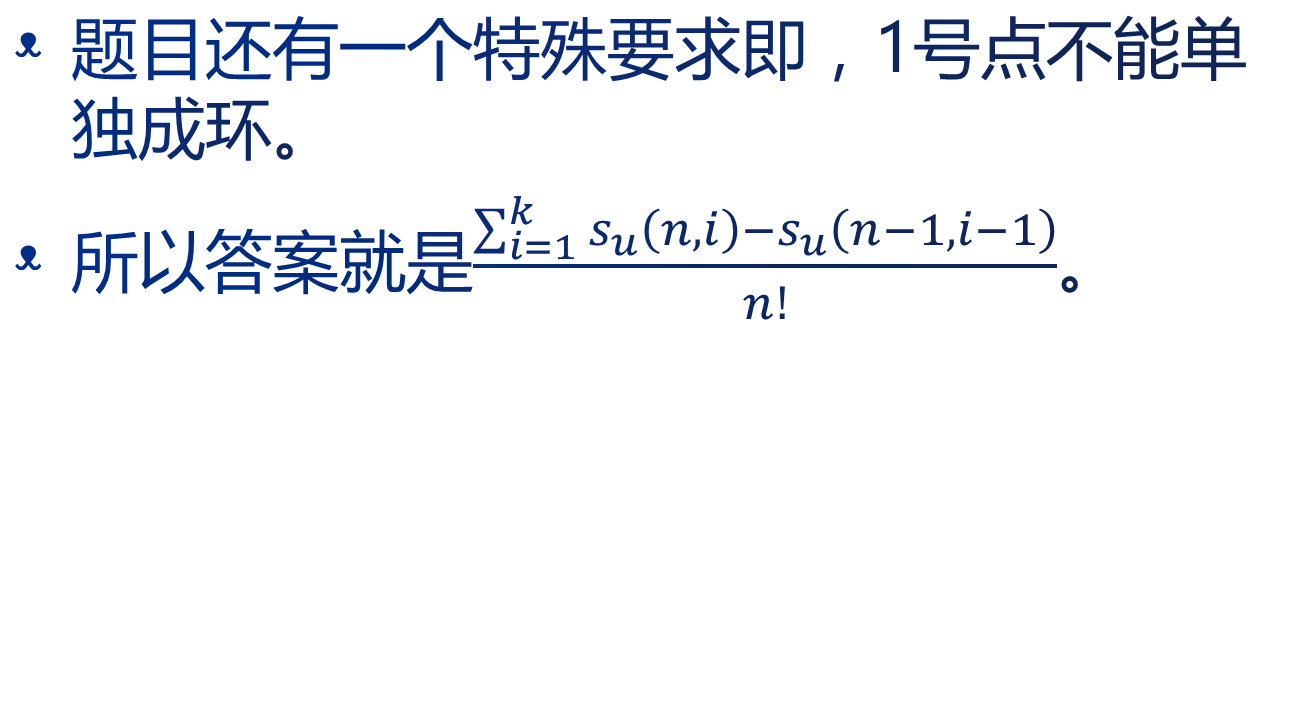 题目还有一个特殊要求即，1号点不能单
独成环。
所以答案就是$\frac{\sum_{i=1}^{k} s_u(n,i)-s_u(n-1,i-1)}{n!}$。